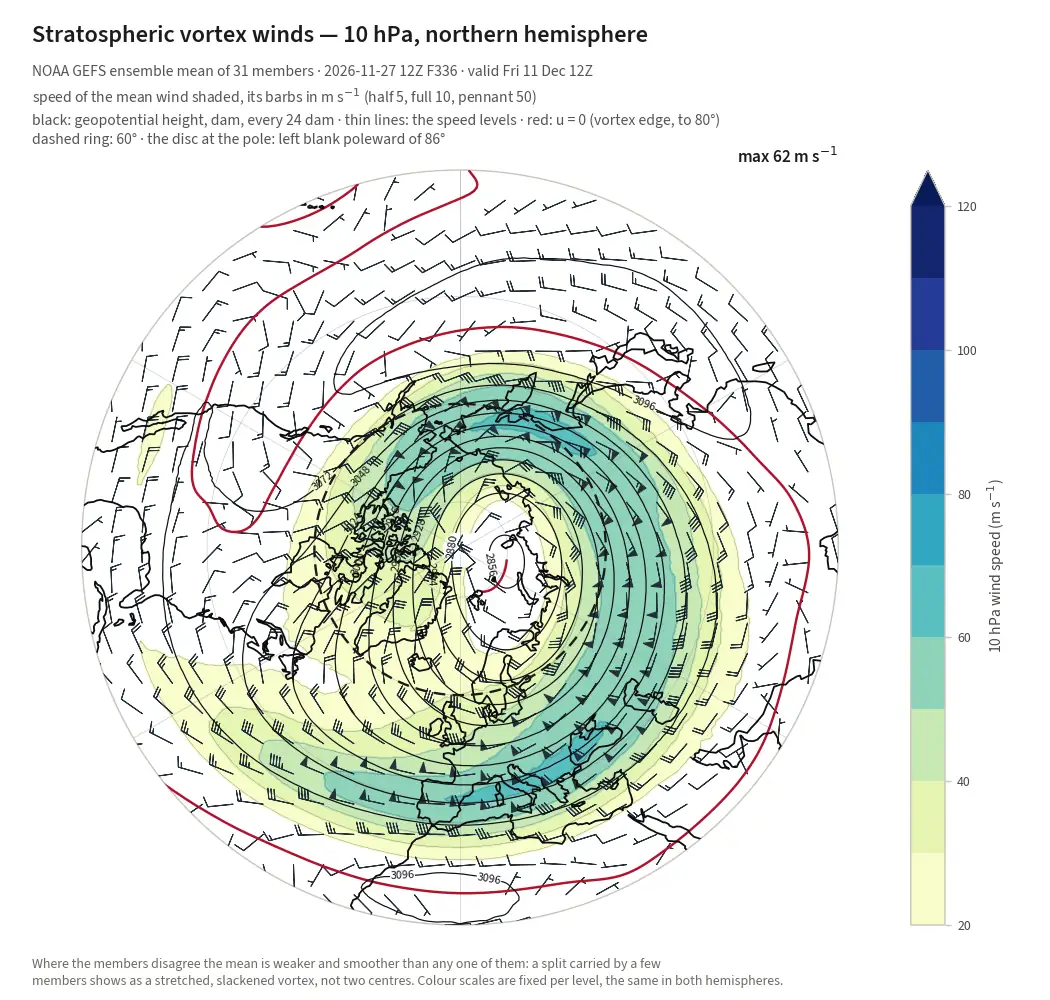 Stratospheric vortex winds — 10 hPa, northern hemisphere
NOAA GEFS ensemble mean of 31 members · 2026-11-27 12Z F336 · valid Fri 11 Dec 12Z
speed of the mean wind shaded, its barbs in m s⁻¹ (half 5, full 10, pennant 50)
black: geopotential height, dam, every 24 dam · thin lines: the speed levels · red: u = 0 (vortex edge, to 80°)
dashed ring: 60° · the disc at the pole: left blank poleward of 86°
max 62 m s⁻¹
120
100
80
60
40
20
10 hPa wind speed (m s⁻¹)
3096
3072
3048
2920
2880
2856
3096
3096
Where the members disagree the mean is weaker and smoother than any one of them: a split carried by a few
members shows as a stretched, slackened vortex, not two centres. Colour scales are fixed per level, the same in both hemispheres.